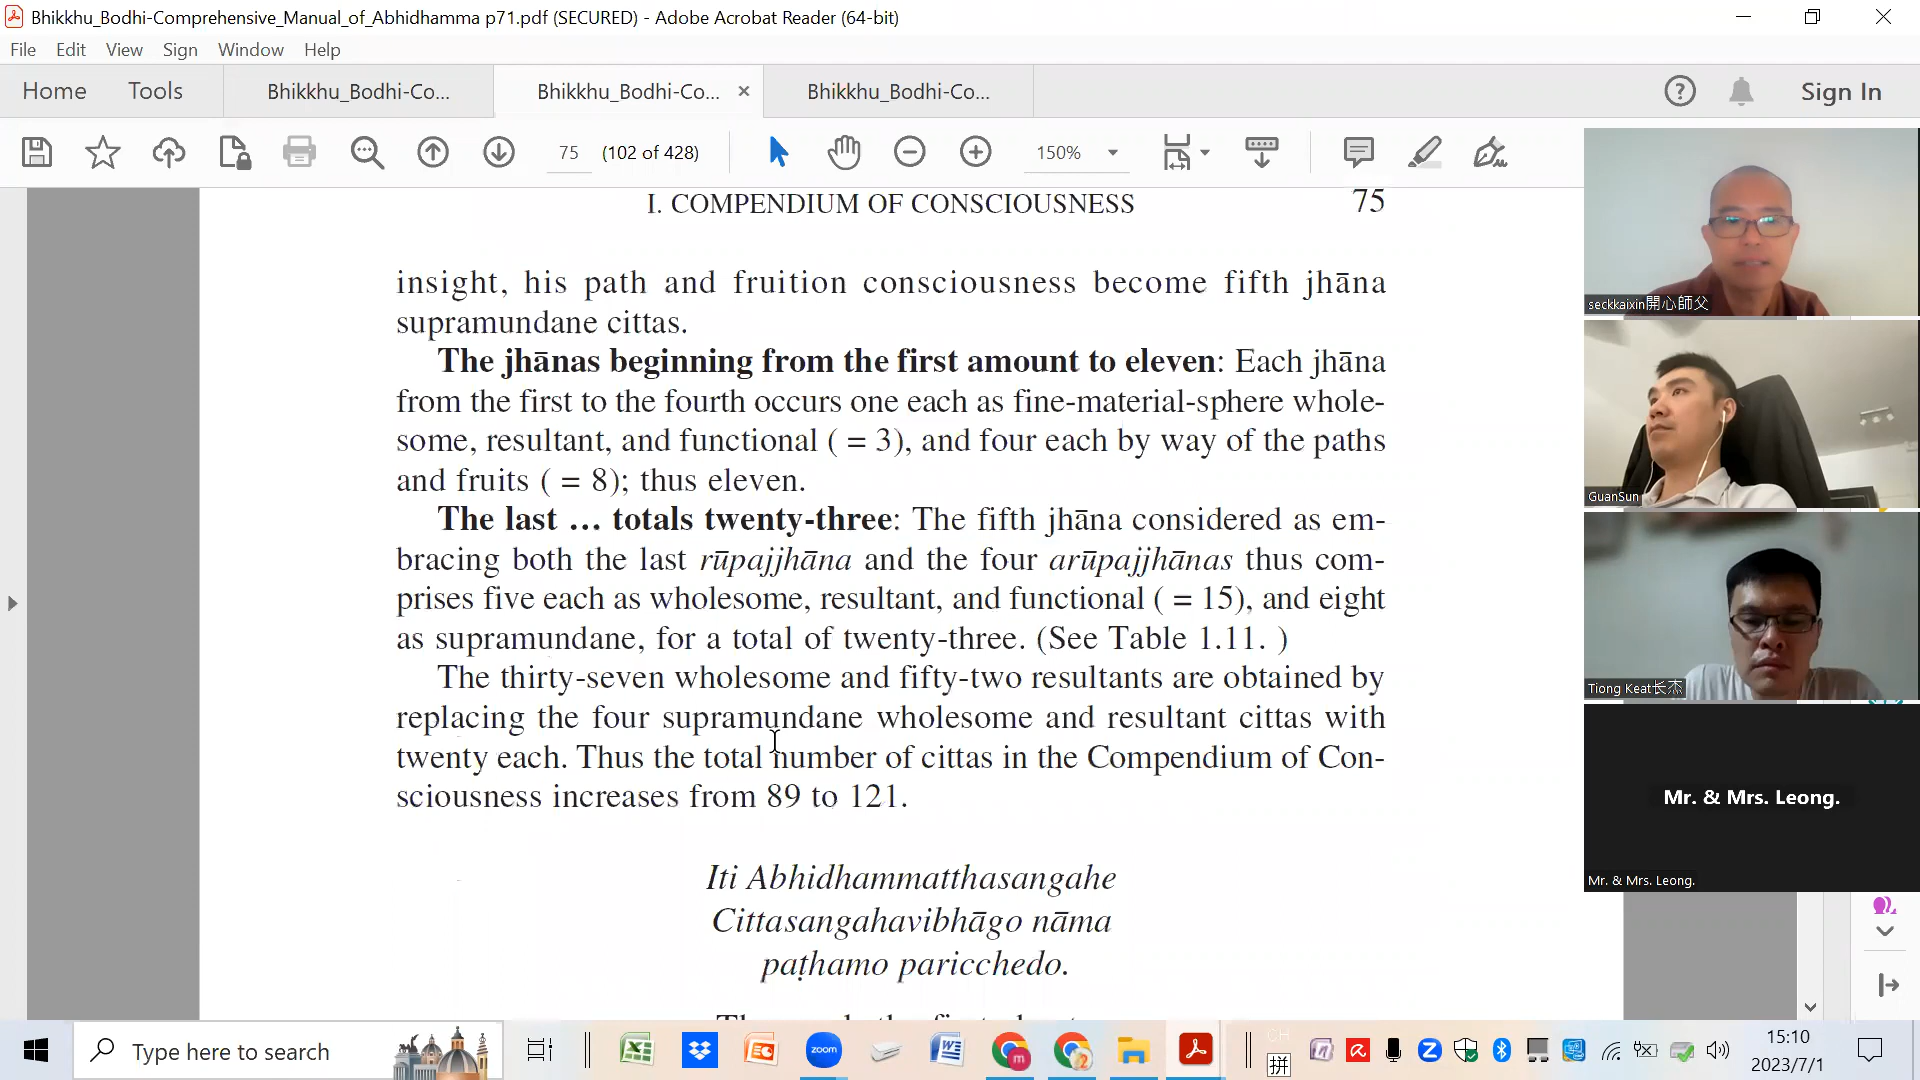 Bhikkhu_Bodhi-Comprehensive_Manual_of_Abhidhamma p71.pdf (SECURED) - Adobe Acrobat Reader (64-bit)
File Edit View Sign Window Help
Home Tools Bhikkhu_Bodhi-Co... Bhikkhu_Bodhi-Co... × Bhikkhu_Bodhi-Co... Sign In
75 (102 of 428) 150%
I. COMPENDIUM OF CONSCIOUSNESS 75
insight, his path and fruition consciousness become fifth jhāna
supramundane cittas.
The jhānas beginning from the first amount to eleven: Each jhāna
from the first to the fourth occurs one each as fine-material-sphere whole-
some, resultant, and functional ( = 3), and four each by way of the paths
and fruits ( = 8); thus eleven.
The last … totals twenty-three: The fifth jhāna considered as em-
bracing both the last rūpajjhāna and the four arūpajjhānas thus com-
prises five each as wholesome, resultant, and functional ( = 15), and eight
as supramundane, for a total of twenty-three. (See Table 1.11. )
The thirty-seven wholesome and fifty-two resultants are obtained by
replacing the four supramundane wholesome and resultant cittas with
twenty each. Thus the total number of cittas in the Compendium of Con-
sciousness increases from 89 to 121.
Iti Abhidhammatthasangahe
Cittasangahavibhāgo nāma
paṭhamo paricchedo.
seckkaixin開心師父
GuanSun
Tiong Keat长杰
Mr. & Mrs. Leong.
Mr. & Mrs. Leong.
Type here to search
zoom
CH
拼
15:10
2023/7/1